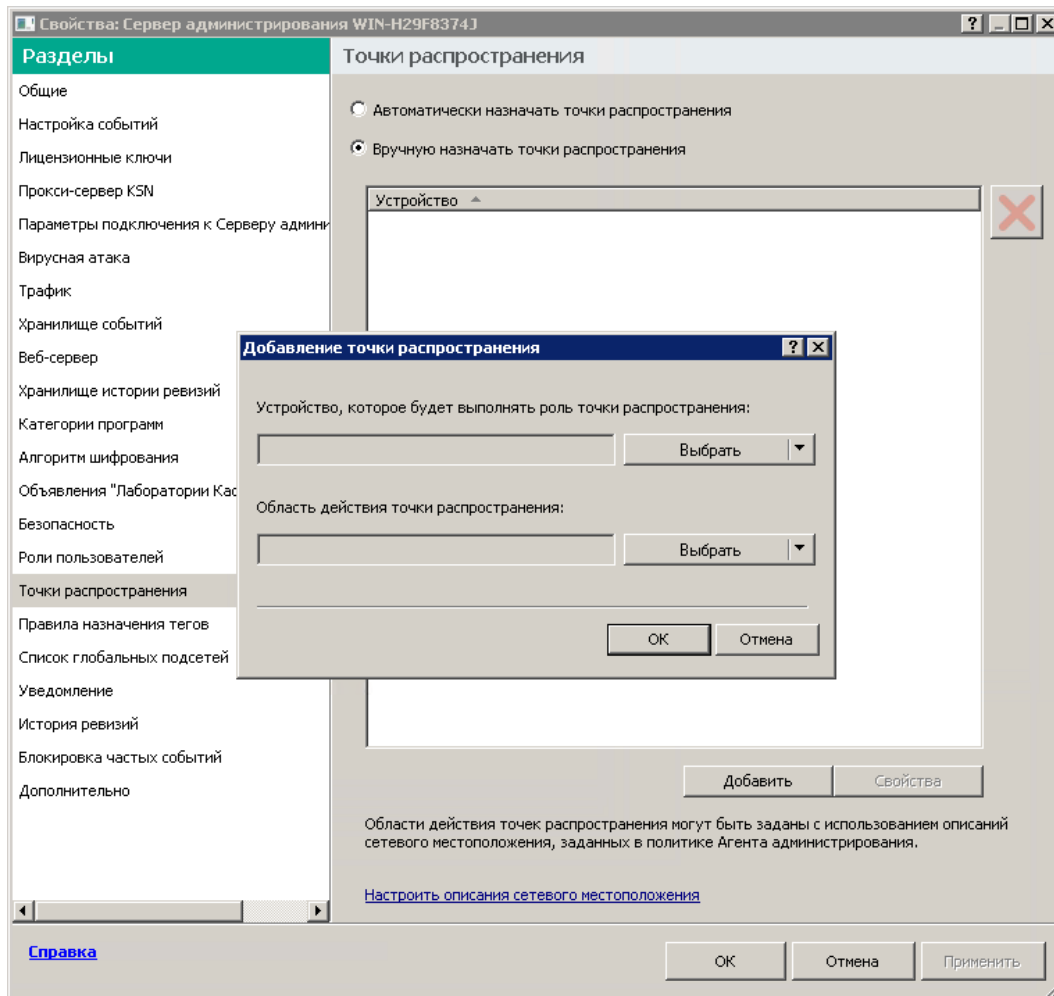 Свойства: Сервер администрирования WIN-H29F8374J
Разделы
Общие
Настройка событий
Лицензионные ключи
Прокси-сервер KSN
Параметры подключения к Серверу админи
Вирусная атака
Трафик
Хранилище событий
Веб-сервер
Хранилище истории ревизий
Категории программ
Алгоритм шифрования
Объявления "Лаборатории Кас
Безопасность
Роли пользователей
Точки распространения
Правила назначения тегов
Список глобальных подсетей
Уведомление
История ревизий
Блокировка частых событий
Дополнительно
Точки распространения
Автоматически назначать точки распространения
Вручную назначать точки распространения
Устройство
Добавление точки распространения
Устройство, которое будет выполнять роль точки распространения:
Выбрать
Область действия точки распространения:
Выбрать
ОК
Отмена
Добавить
Свойства
Области действия точек распространения могут быть заданы с использованием описаний
сетевого местоположения, заданных в политике Агента администрирования.
Настроить описания сетевого местоположения
Справка
ОК
Отмена
Применить